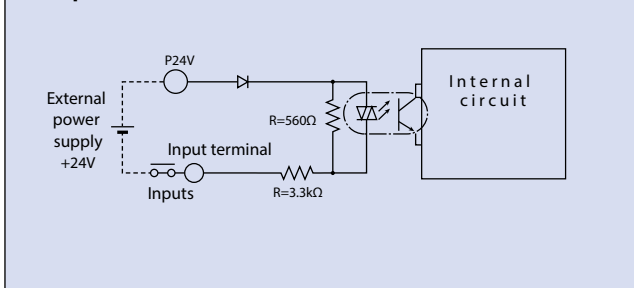 P24V
External
power
supply
+24V
Internal
circuit
R=560Ω
Input terminal
Inputs
R=3.3kΩ